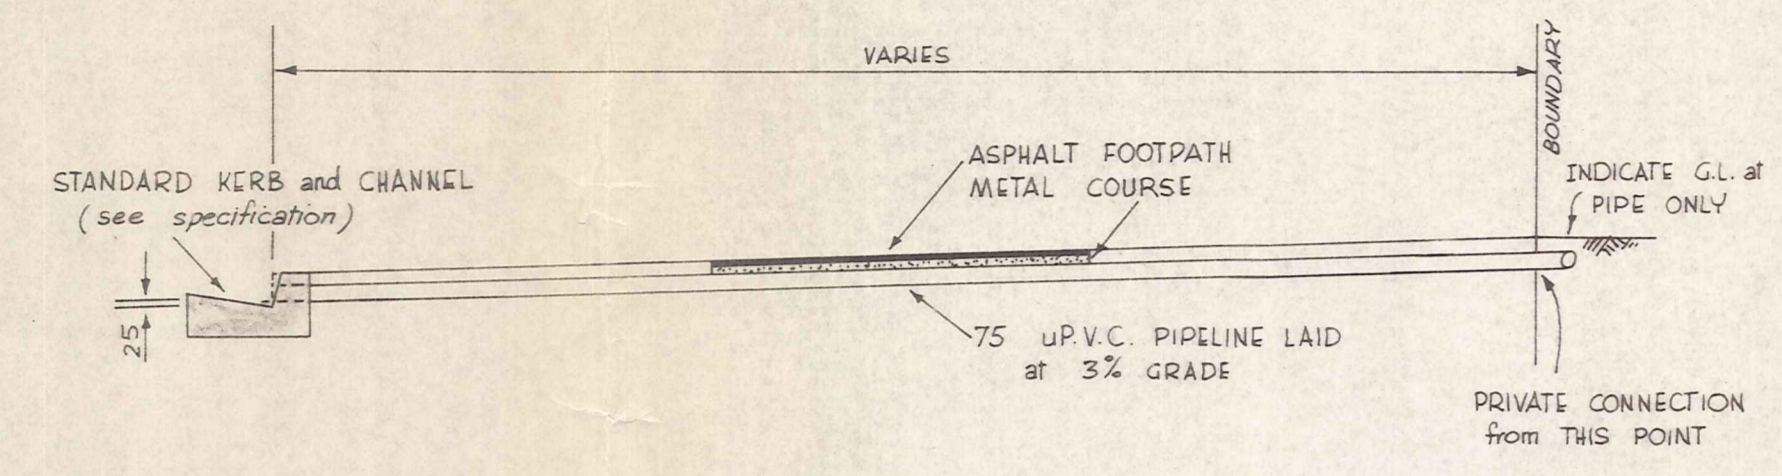 VARIES
BOUNDARY
STANDARD KERB and CHANNEL
(see specification)
ASPHALT FOOTPATH
METAL COURSE
INDICATE G.L. at
PIPE ONLY
25
75 uP.V.C. PIPELINE LAID
at 3% GRADE
PRIVATE CONNECTION
from THIS POINT